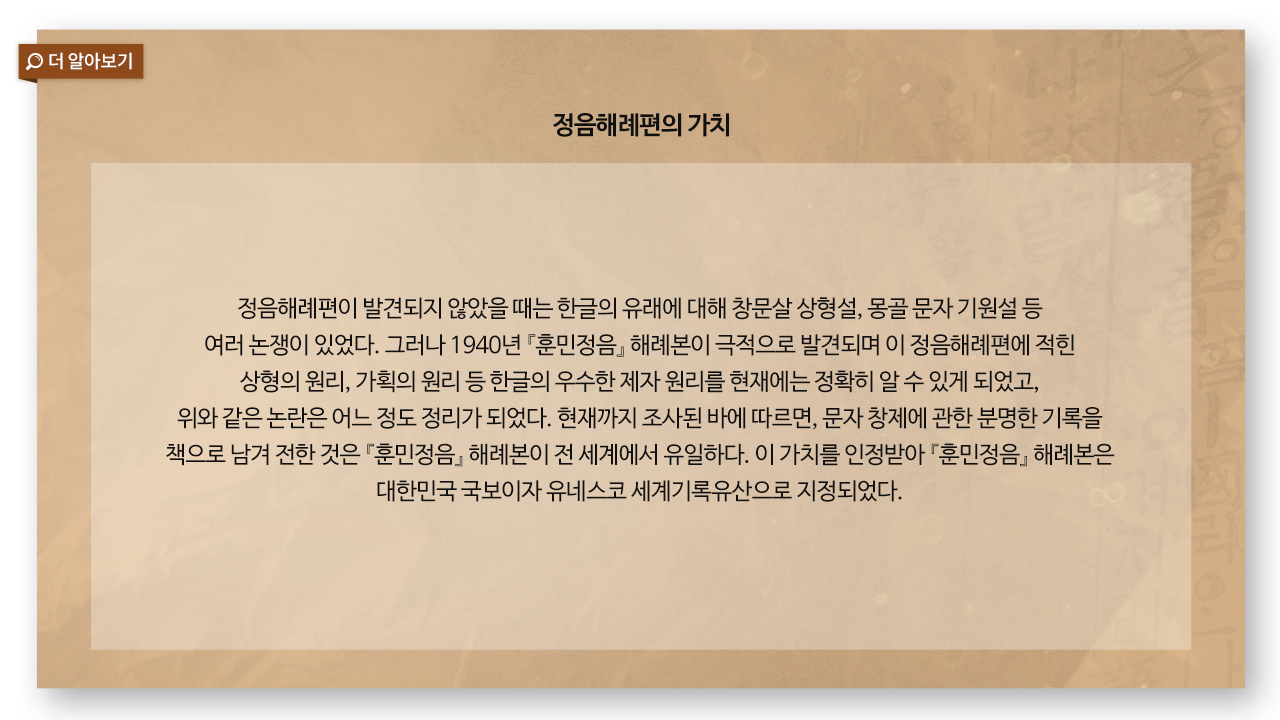 더 알아보기
정음해례편의 가치
정음해례편이 발견되지 않았을 때는 한글의 유래에 대해 창문살 상형설, 몽골 문자 기원설 등
여러 논쟁이 있었다. 그러나 1940년 『훈민정음』 해례본이 극적으로 발견되며 이 정음해례편에 적힌
상형의 원리, 가획의 원리 등 한글의 우수한 제자 원리를 현재에는 정확히 알 수 있게 되었고,
위와 같은 논란은 어느 정도 정리가 되었다. 현재까지 조사된 바에 따르면, 문자 창제에 관한 분명한 기록을
책으로 남겨 전한 것은 『훈민정음』 해례본이 전 세계에서 유일하다. 이 가치를 인정받아 『훈민정음』 해례본은
대한민국 국보이자 유네스코 세계기록유산으로 지정되었다.